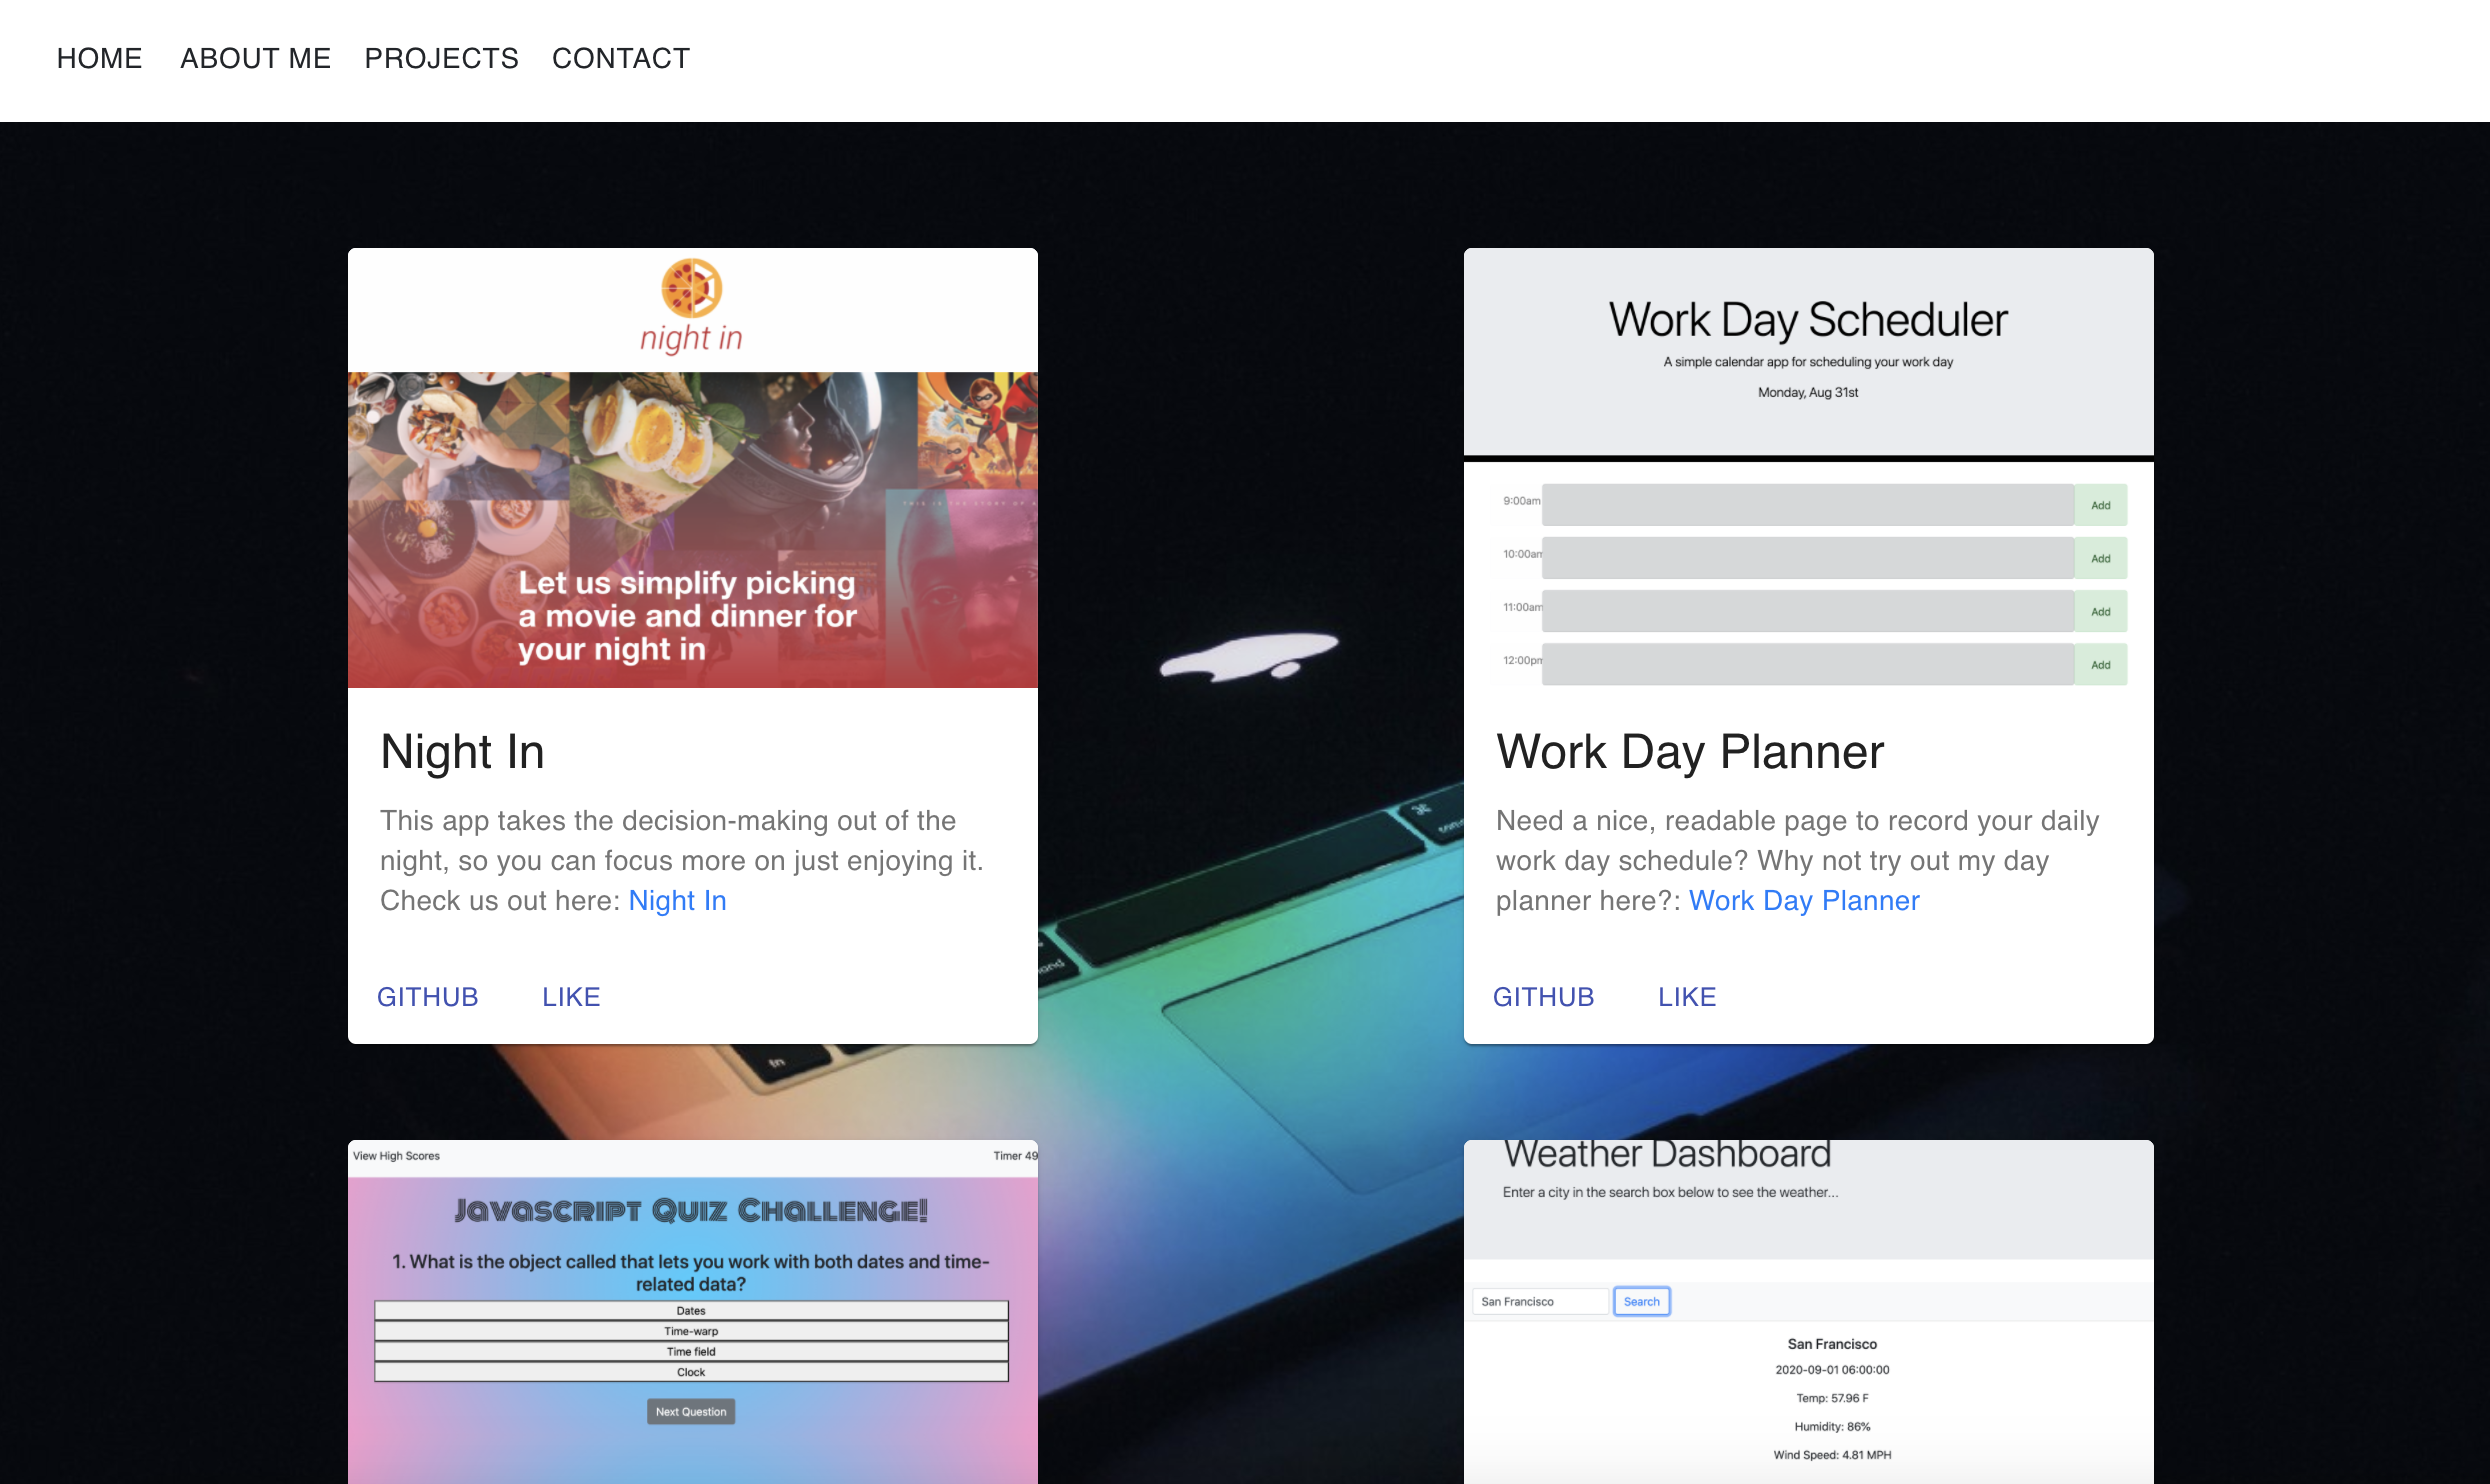 HOME ABOUT ME PROJECTS CONTACT
night in
THIS IS THE STORY OF A
Let us simplify picking
a movie and dinner for
your night in
Night In
This app takes the decision-making out of the
night, so you can focus more on just enjoying it.
Check us out here: Night In
GITHUB LIKE
Work Day Scheduler
A simple calendar app for scheduling your work day
Monday, Aug 31st
9:00am Add
10:00am Add
11:00am Add
12:00pm Add
Work Day Planner
Need a nice, readable page to record your daily
work day schedule? Why not try out my day
planner here?: Work Day Planner
GITHUB LIKE
⌘
mand
fn
View High Scores Timer 49
Javascript Quiz Challenge!
1. What is the object called that lets you work with both dates and time-
related data?
Dates
Time-warp
Time field
Clock
Next Question
Weather Dashboard
Enter a city in the search box below to see the weather...
San Francisco Search
San Francisco
2020-09-01 06:00:00
Temp: 57.96 F
Humidity: 86%
Wind Speed: 4.81 MPH